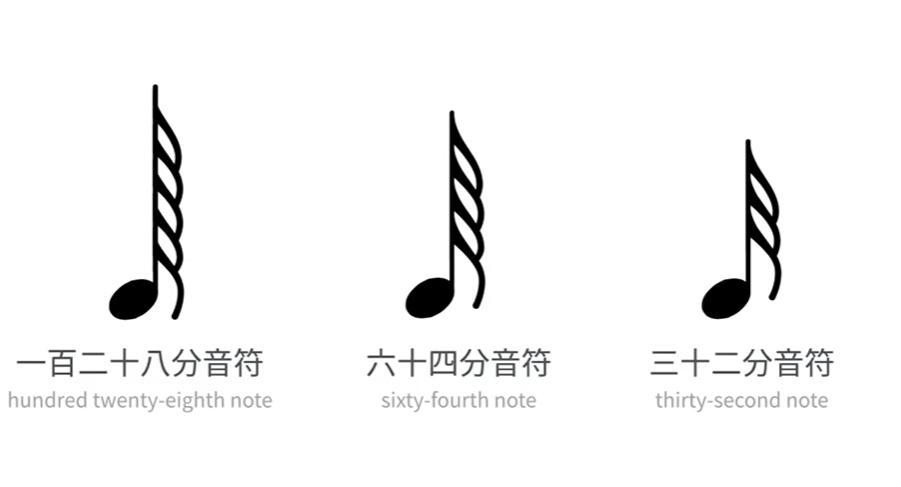 一百二十八分音符
hundred twenty-eighth note
六十四分音符
sixty-fourth note
三十二分音符
thirty-second note